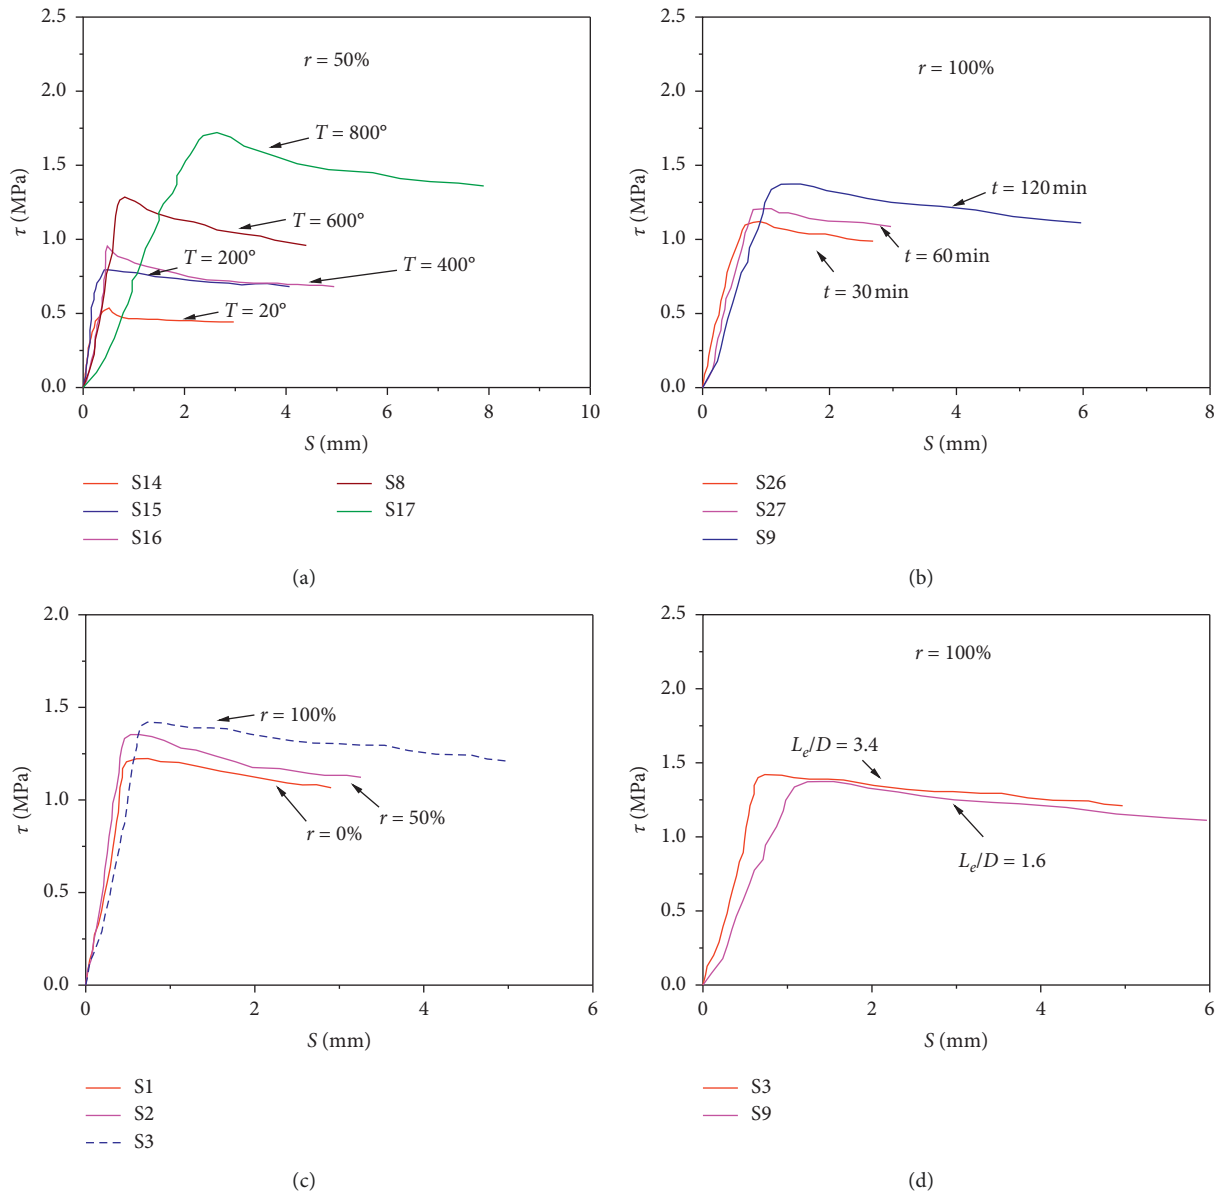 2.5
2.0
1.5
1.0
0.5
0.0
τ (MPa)
r = 50%
T = 800°
T = 600°
T = 200°
T = 400°
T = 20°
0 2 4 6 8 10
S (mm)
S14
S15
S16
S8
S17
(a)
2.5
2.0
1.5
1.0
0.5
0.0
τ (MPa)
r = 100%
t = 120 min
t = 60 min
t = 30 min
0 2 4 6 8
S (mm)
S26
S27
S9
(b)
2.0
1.5
1.0
0.5
0.0
τ (MPa)
r = 100%
r = 50%
r = 0%
0 2 4 6
S (mm)
S1
S2
S3
(c)
2.5
2.0
1.5
1.0
0.5
0.0
τ (MPa)
r = 100%
Le/D = 3.4
Le/D = 1.6
0 2 4 6
S (mm)
S3
S9
(d)